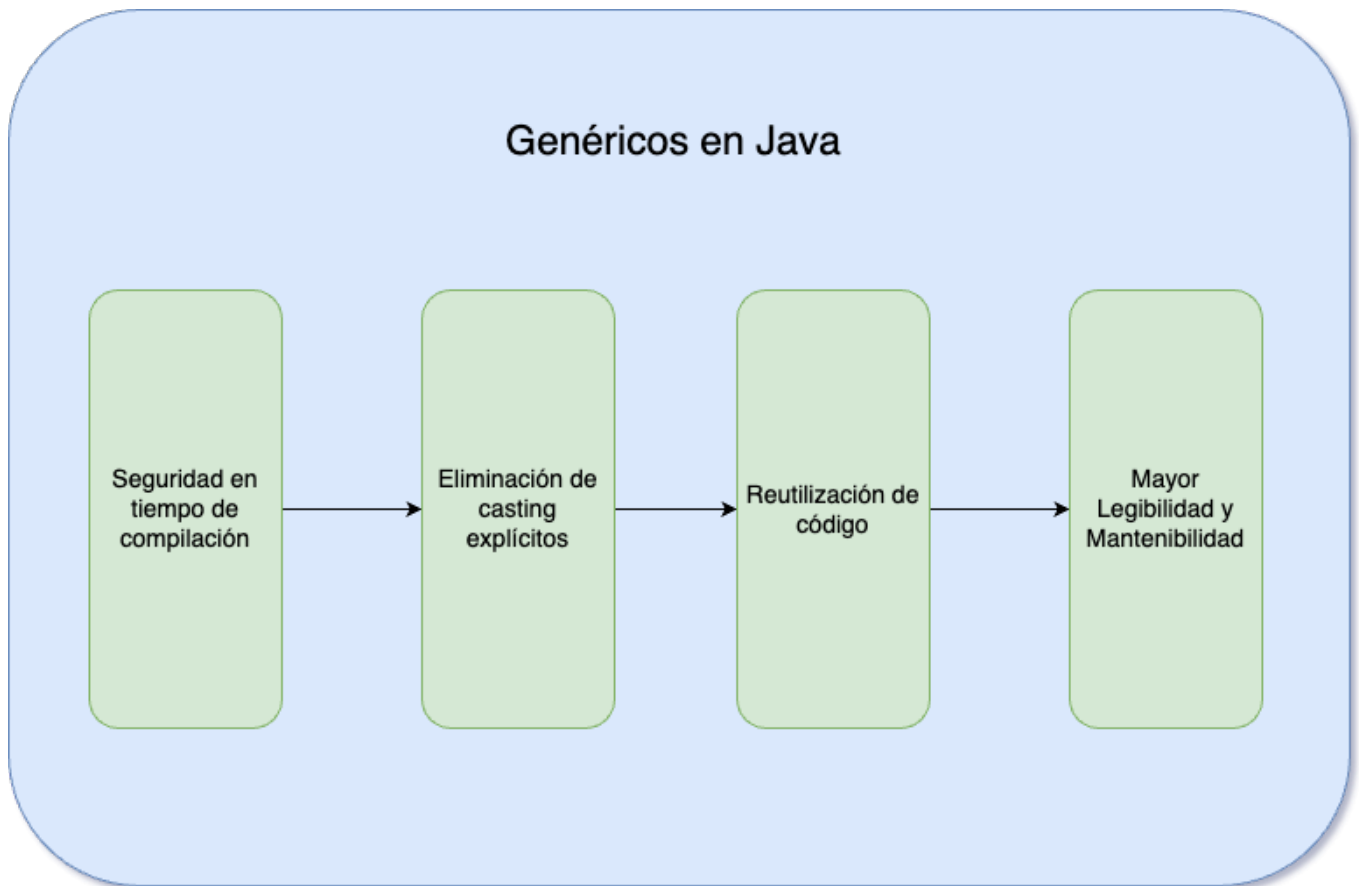 Genéricos en Java
Seguridad en
tiempo de
compilación
Eliminación de
casting
explícitos
Reutilización de
código
Mayor
Legibilidad y
Mantenibilidad